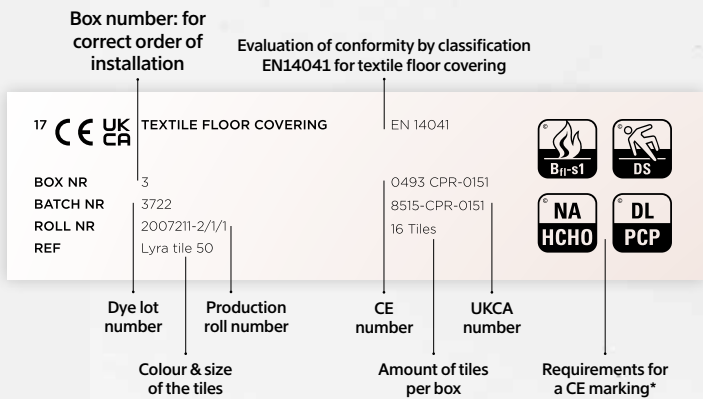 Box number: for
correct order of
installation
Evaluation of conformity by classification
EN14041 for textile floor covering
17 CE UK CA TEXTILE FLOOR COVERING EN 14041
BOX NR 3 0493 CPR-0151
BATCH NR 3722 8515-CPR-0151
ROLL NR 2007211-2/1/1 16 Tiles
REF Lyra tile 50
© Bfl-s1
© DS
© NA HCHO
© DL PCP
Dye lot
number
Production
roll number
CE
number
UKCA
number
Colour & size
of the tiles
Amount of tiles
per box
Requirements for
a CE marking*